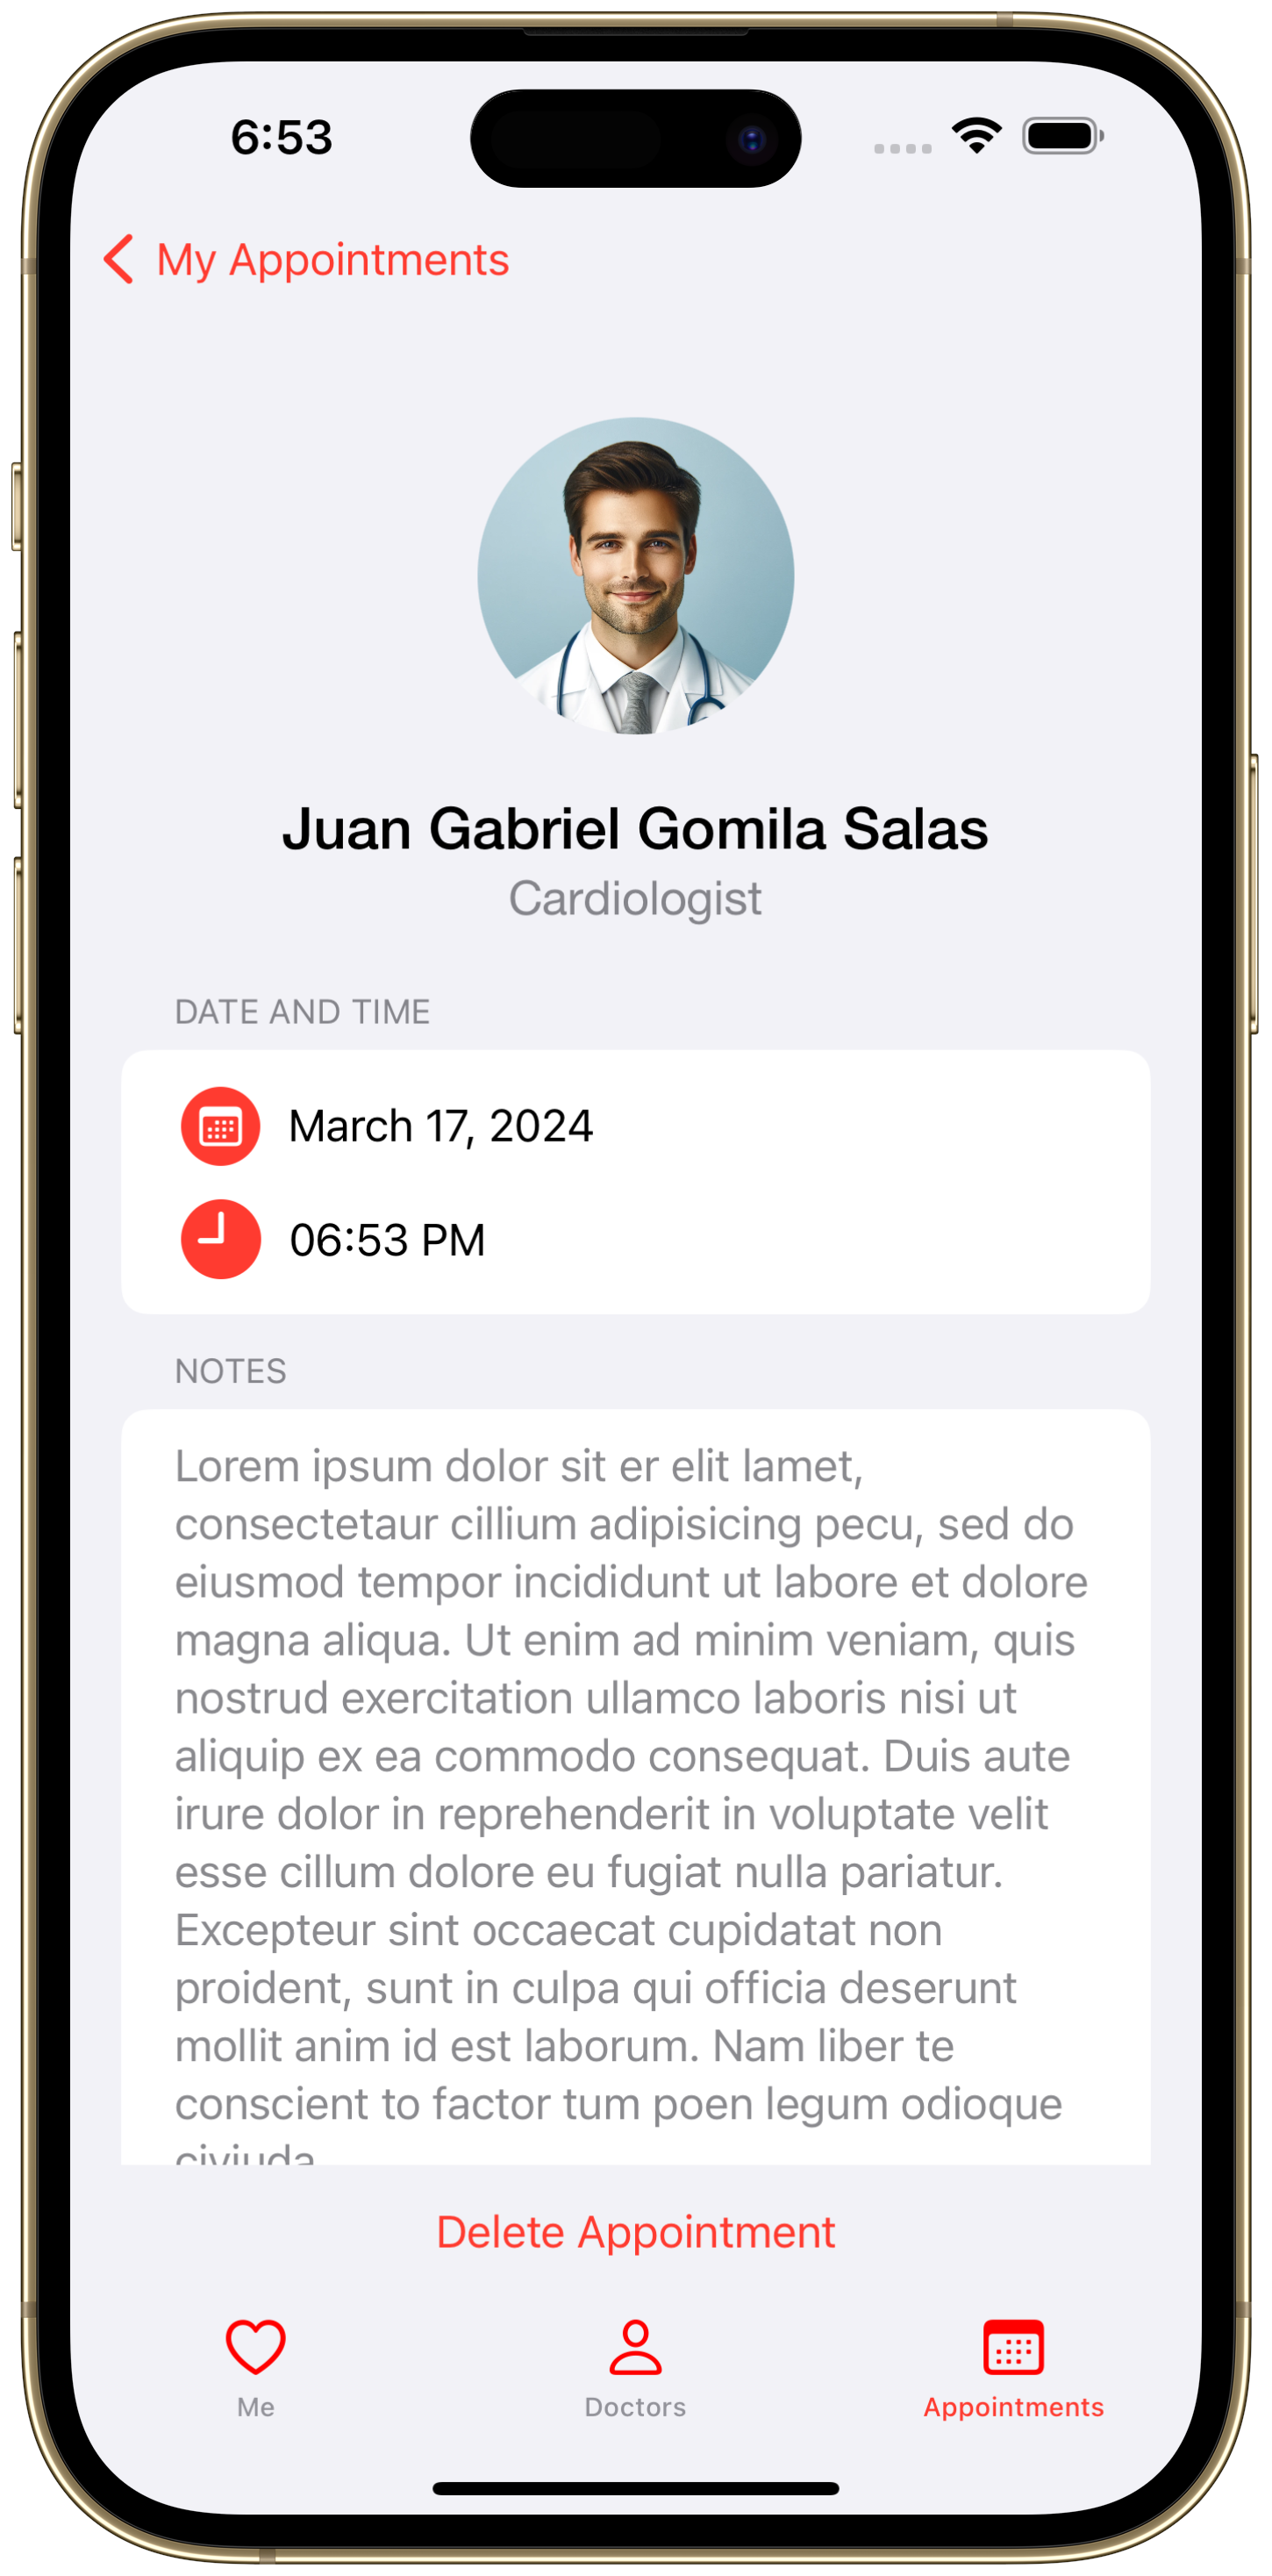 6:53
My Appointments
Juan Gabriel Gomila Salas
Cardiologist
DATE AND TIME
March 17, 2024
06:53 PM
NOTES
Lorem ipsum dolor sit er elit lamet,
consectetaur cillium adipisicing pecu, sed do
eiusmod tempor incididunt ut labore et dolore
magna aliqua. Ut enim ad minim veniam, quis
nostrud exercitation ullamco laboris nisi ut
aliquip ex ea commodo consequat. Duis aute
irure dolor in reprehenderit in voluptate velit
esse cillum dolore eu fugiat nulla pariatur.
Excepteur sint occaecat cupidatat non
proident, sunt in culpa qui officia deserunt
mollit anim id est laborum. Nam liber te
conscient to factor tum poen legum odioque
civiuda
Delete Appointment
Me
Doctors
Appointments